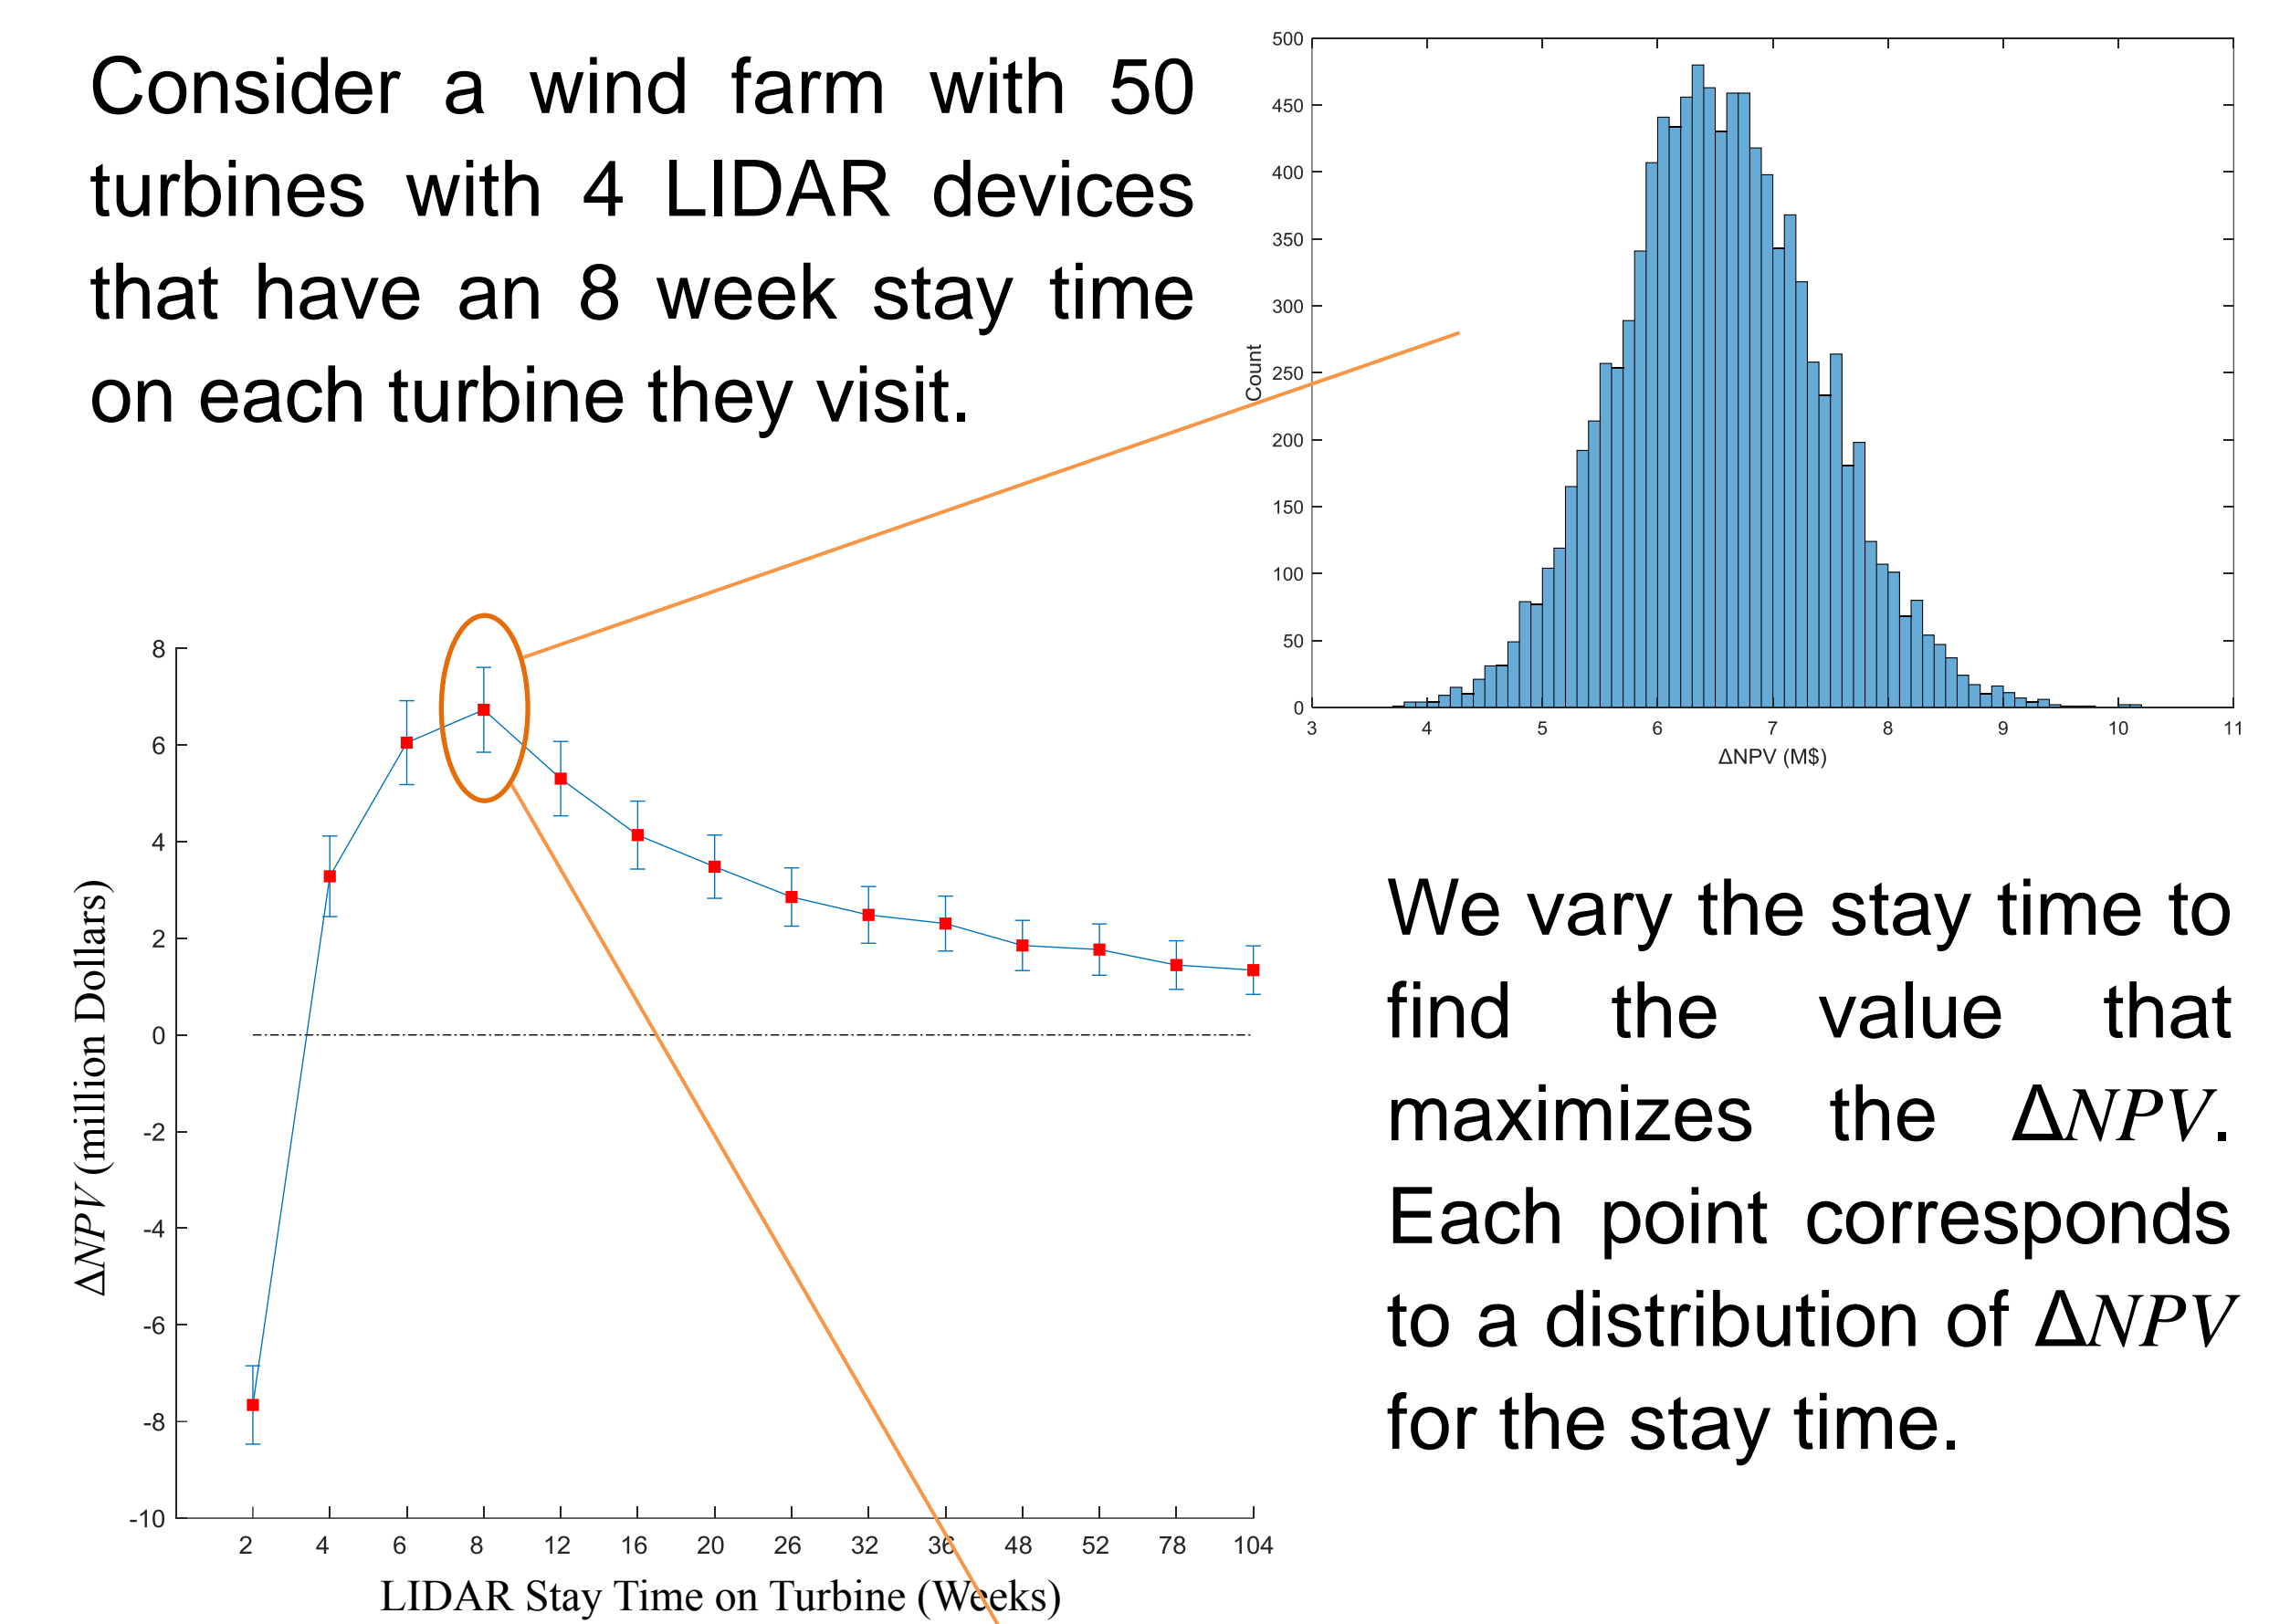 Consider a wind farm with 50
turbines with 4 LIDAR devices
that have an 8 week stay time
on each turbine they visit.
500
450
400
350
300
250
200
150
100
50
0
Count
3 4 5 6 7 8 9 10 11
ΔNPV (M$)
8
6
4
2
0
-2
-4
-6
-8
-10
ΔNPV (million Dollars)
2 4 6 8 12 16 20 26 32 36 48 52 78 104
LIDAR Stay Time on Turbine (Weeks)
We vary the stay time to
find the value that
maximizes the ΔNPV.
Each point corresponds
to a distribution of ΔNPV
for the stay time.